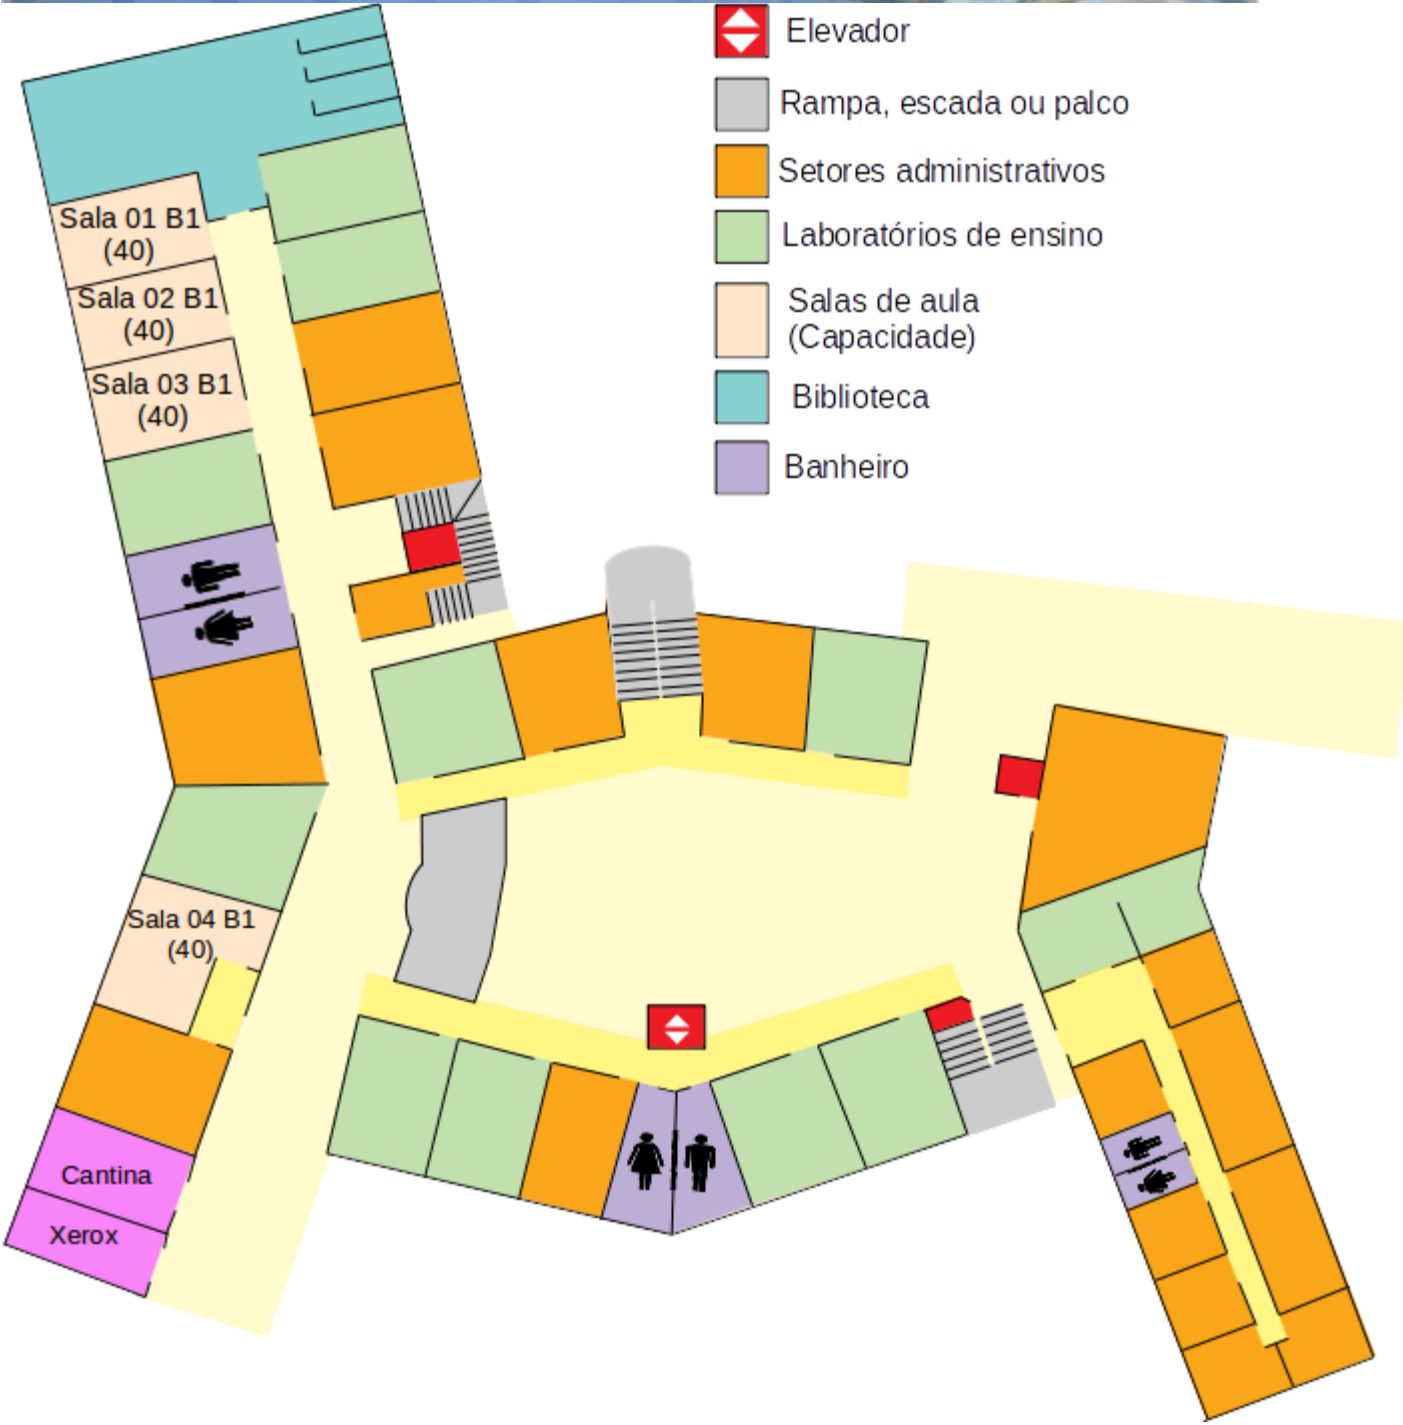 Elevador
Rampa, escada ou palco
Setores administrativos
Laboratórios de ensino
Salas de aula
(Capacidade)
Biblioteca
Banheiro
Sala 01 B1
(40)
Sala 02 B1
(40)
Sala 03 B1
(40)
Sala 04 B1
(40)
Cantina
Xerox